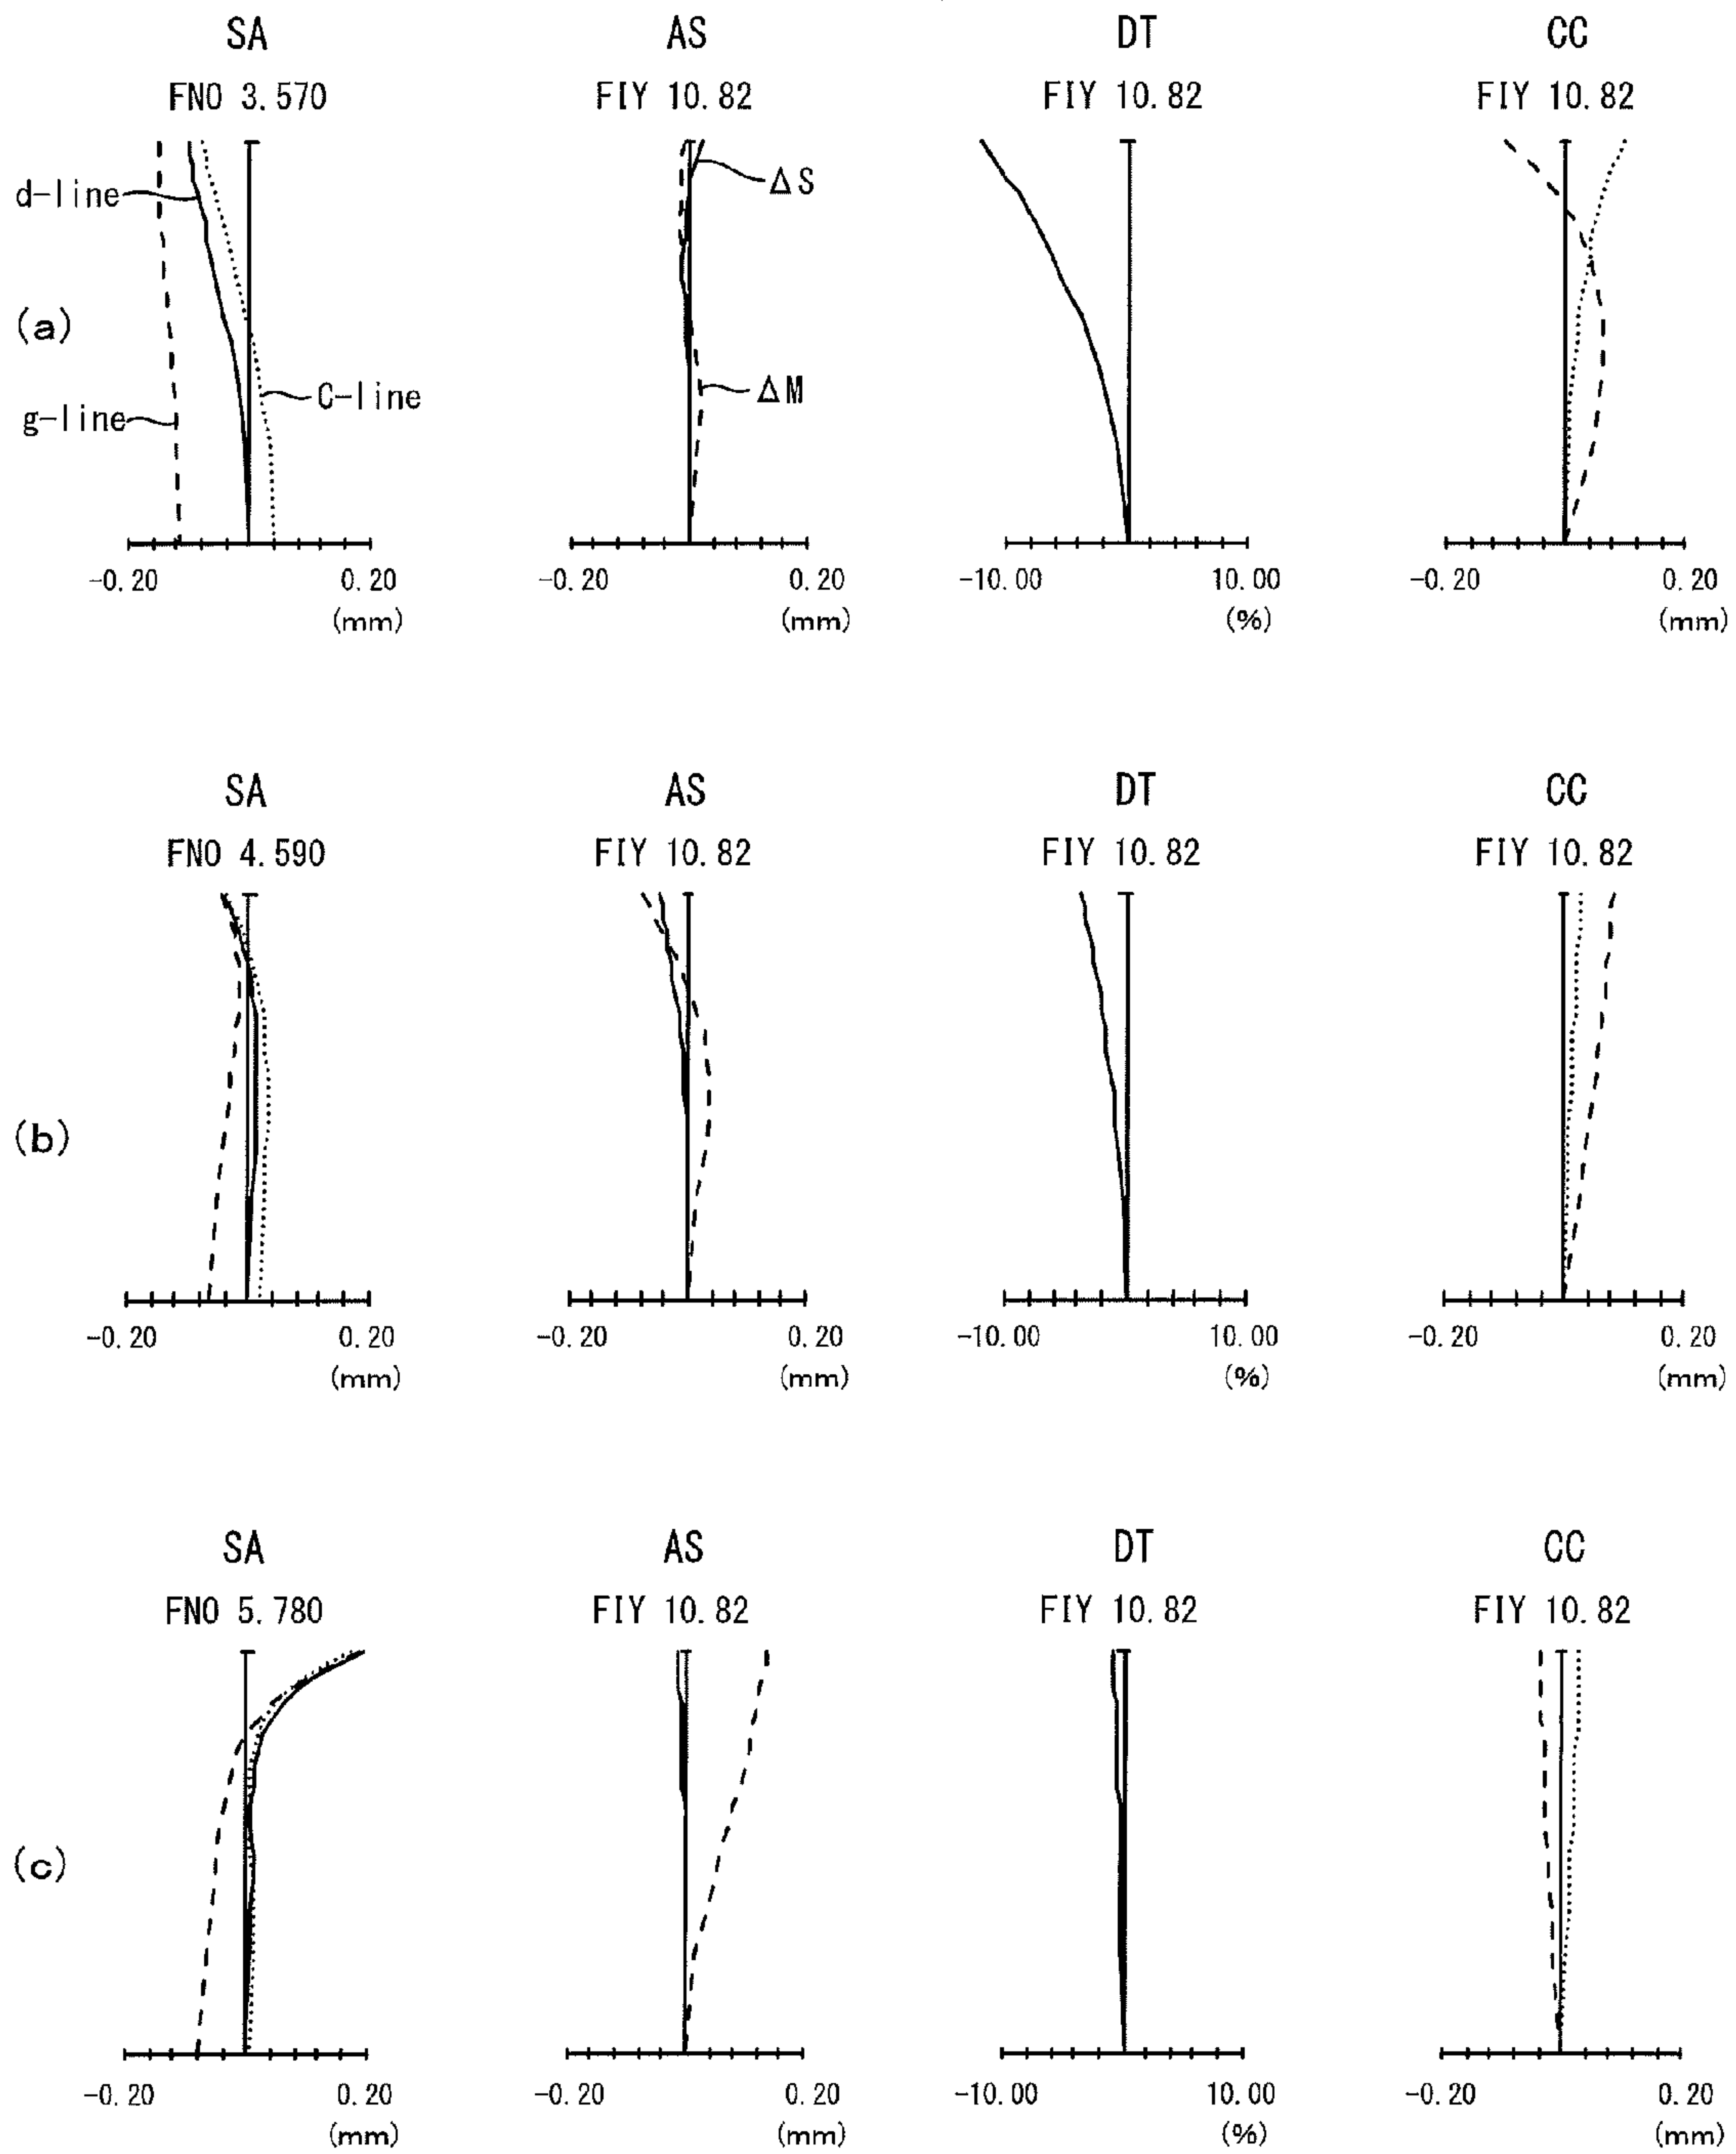 SA AS DT CC
FNO 3.570 FIY 10.82 FIY 10.82 FIY 10.82
d-line
ΔS
(a)
C-line
ΔM
g-line
-0.20 0.20 -0.20 0.20 -10.00 10.00 -0.20 0.20
(mm) (mm) (%) (mm)
SA AS DT CC
FNO 4.590 FIY 10.82 FIY 10.82 FIY 10.82
(b)
-0.20 0.20 -0.20 0.20 -10.00 10.00 -0.20 0.20
(mm) (mm) (%) (mm)
SA AS DT CC
FNO 5.780 FIY 10.82 FIY 10.82 FIY 10.82
(c)
-0.20 0.20 -0.20 0.20 -10.00 10.00 -0.20 0.20
(mm) (mm) (%) (mm)